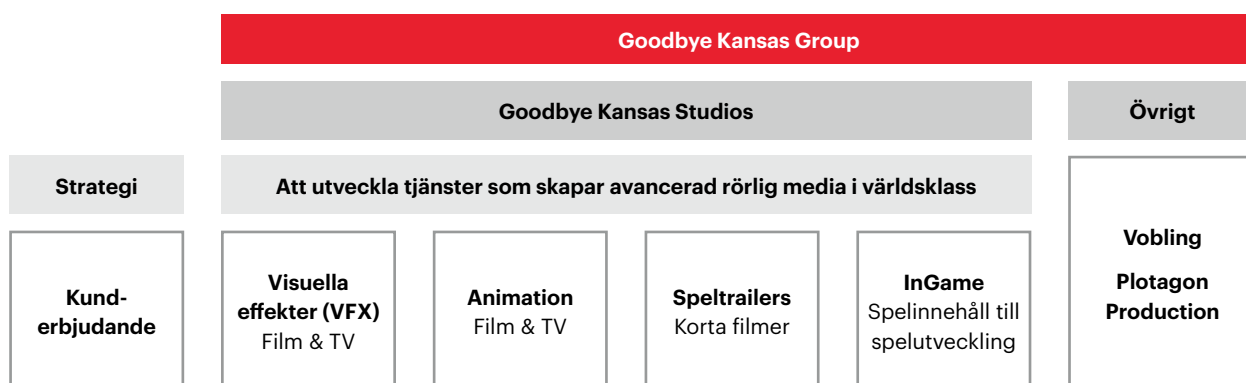 Goodbye Kansas Group
Goodbye Kansas Studios
Övrigt
Strategi
Att utveckla tjänster som skapar avancerad rörlig media i världsklass
Kund-
erbjudande
Visuella
effekter (VFX)
Film & TV
Animation
Film & TV
Speltrailers
Korta filmer
InGame
Spelinnehåll till
spelutveckling
Vobling
Plotagon
Production